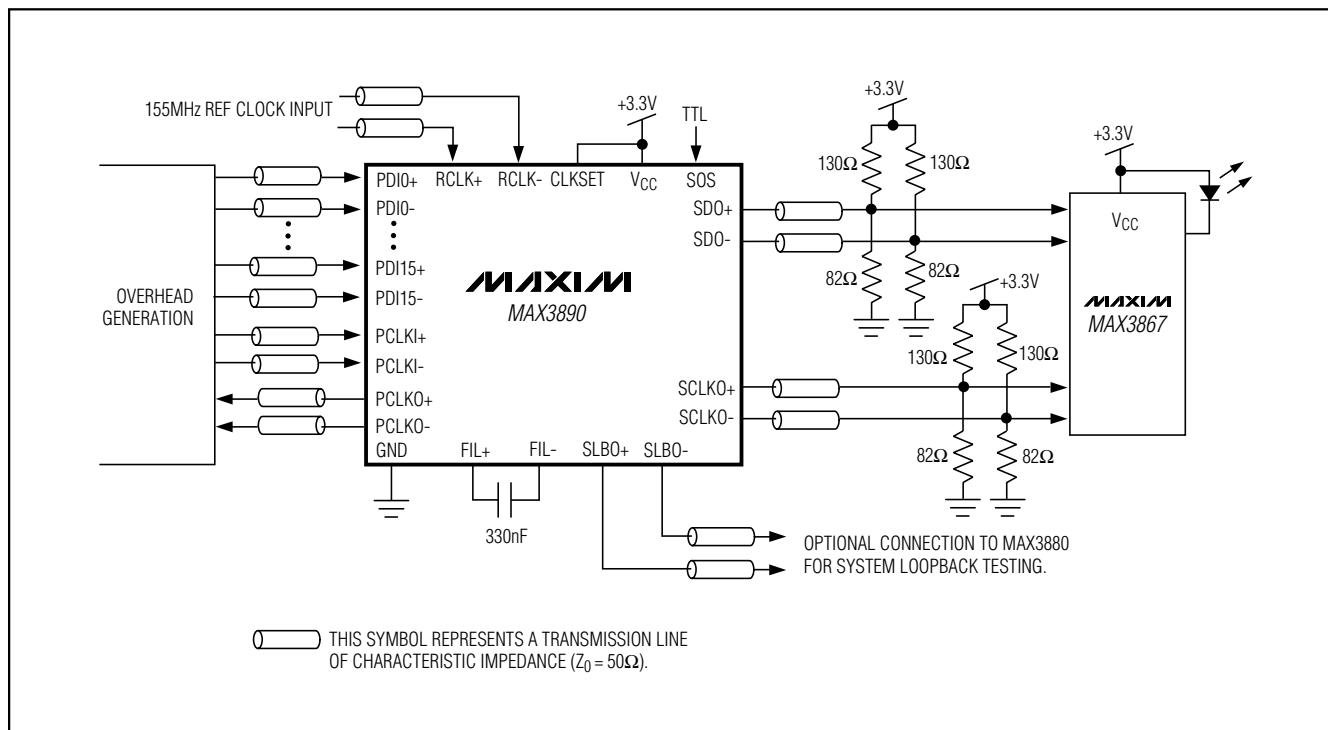 155MHz REF CLOCK INPUT
+3.3V
TTL
+3.3V
130Ω
130Ω
+3.3V
PDI0+
RCLK+
RCLK-
CLKSET
VCC
SOS
PDI0-
SDO+
SDO-
VCC
OVERHEAD
GENERATION
PDI15+
PDI15-
MAXIM
MAX3890
82Ω
82Ω
+3.3V
MAXIM
MAX3867
PCLKI+
PCLKI-
130Ω
130Ω
PCLKO+
PCLKO-
SCLKO+
SCLKO-
GND
FIL+
FIL-
SLBO+
SLBO-
82Ω
82Ω
330nF
OPTIONAL CONNECTION TO MAX3880
FOR SYSTEM LOOPBACK TESTING.
THIS SYMBOL REPRESENTS A TRANSMISSION LINE
OF CHARACTERISTIC IMPEDANCE (Z0 = 50Ω).